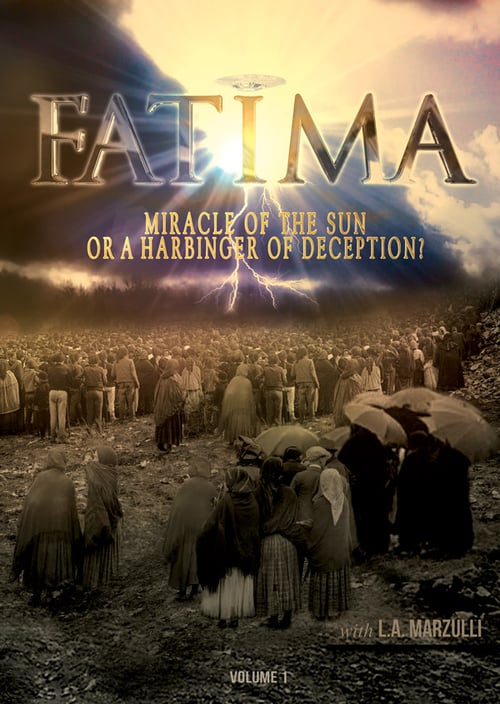 FATIMA
MIRACLE OF THE SUN
OR A HARBINGER OF DECEPTION?
with L.A. MARZULLI
VOLUME 1